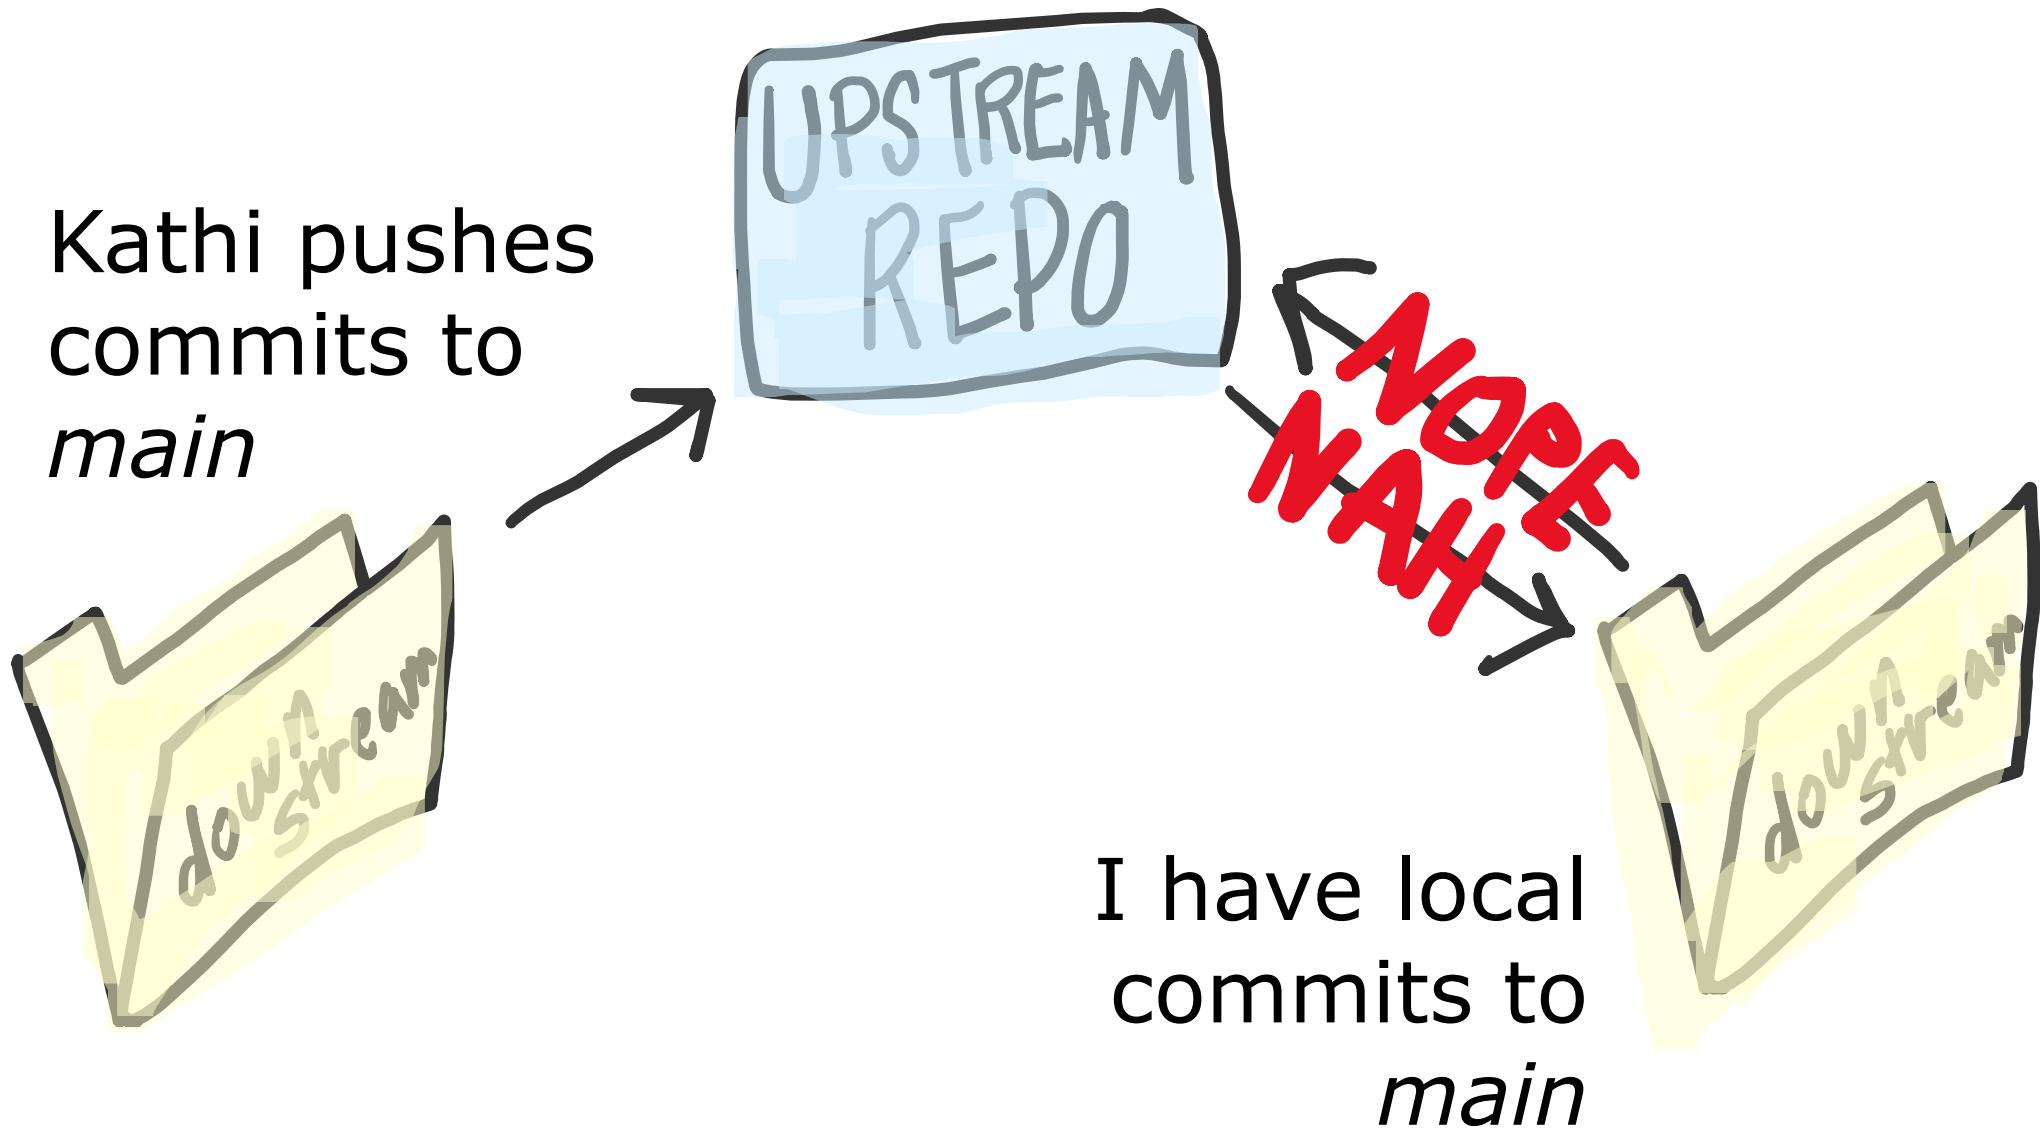 UPSTREAM
REPO
Kathi pushes
commits to
main
NOPE
NAH
down
stream
down
stream
I have local
commits to
main